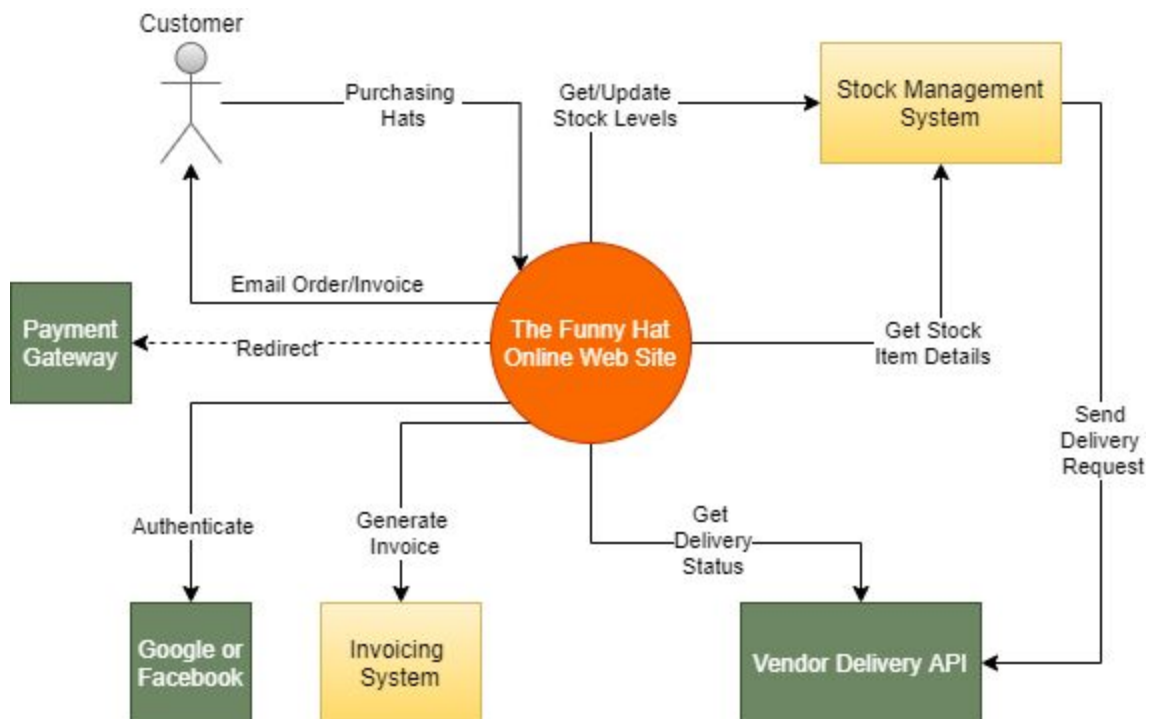 Customer
Purchasing
Hats
Get/Update
Stock Levels
Stock Management
System
Email Order/Invoice
Payment
Gateway
Redirect
The Funny Hat
Online Web Site
Get Stock
Item Details
Send
Delivery
Request
Authenticate
Generate
Invoice
Get
Delivery
Status
Google or
Facebook
Invoicing
System
Vendor Delivery API